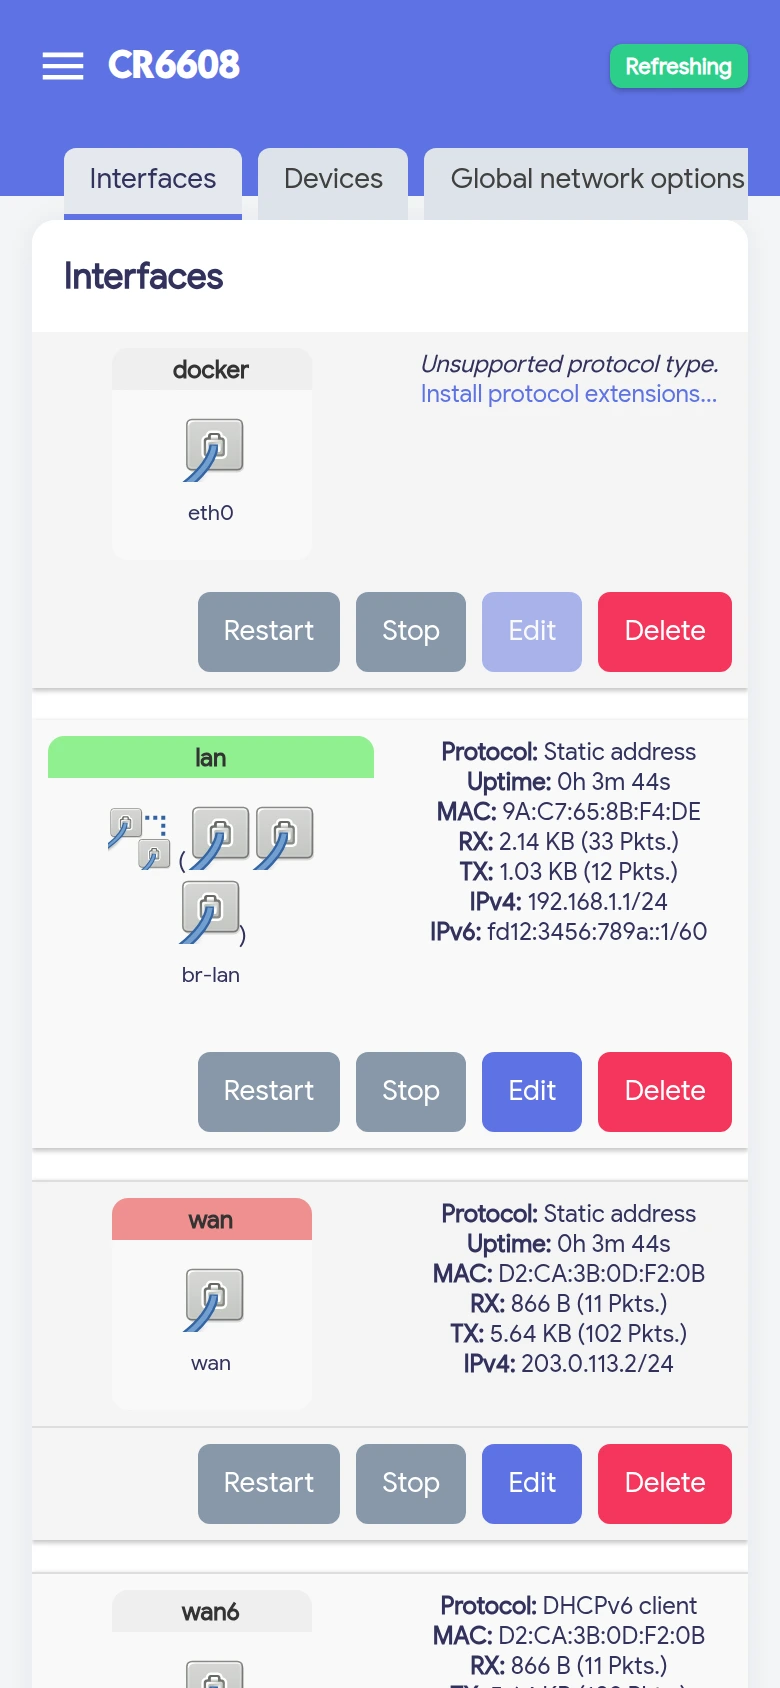 CR6608
Refreshing
Interfaces
Devices
Global network options
Interfaces
docker
eth0
Unsupported protocol type.
Install protocol extensions...
Restart
Stop
Edit
Delete
lan
(
)
br-lan
Protocol: Static address
Uptime: 0h 3m 44s
MAC: 9A:C7:65:8B:F4:DE
RX: 2.14 KB (33 Pkts.)
TX: 1.03 KB (12 Pkts.)
IPv4: 192.168.1.1/24
IPv6: fd12:3456:789a::1/60
Restart
Stop
Edit
Delete
wan
wan
Protocol: Static address
Uptime: 0h 3m 44s
MAC: D2:CA:3B:0D:F2:0B
RX: 866 B (11 Pkts.)
TX: 5.64 KB (102 Pkts.)
IPv4: 203.0.113.2/24
Restart
Stop
Edit
Delete
wan6
Protocol: DHCPv6 client
MAC: D2:CA:3B:0D:F2:0B
RX: 866 B (11 Pkts.)